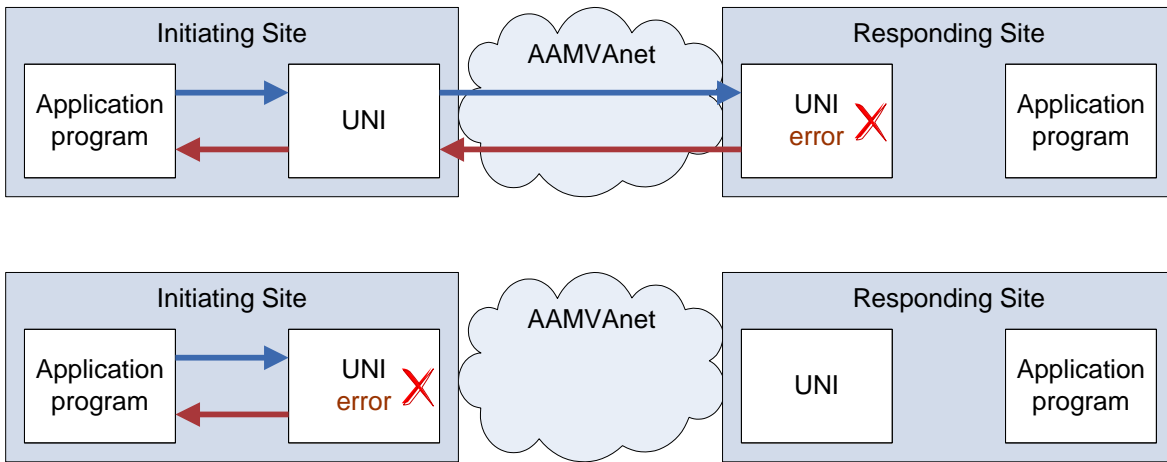 Initiating Site
AAMVAnet
Responding Site
Application
program
UNI
UNI
error
Application
program
Initiating Site
AAMVAnet
Responding Site
Application
program
UNI
error
UNI
Application
program